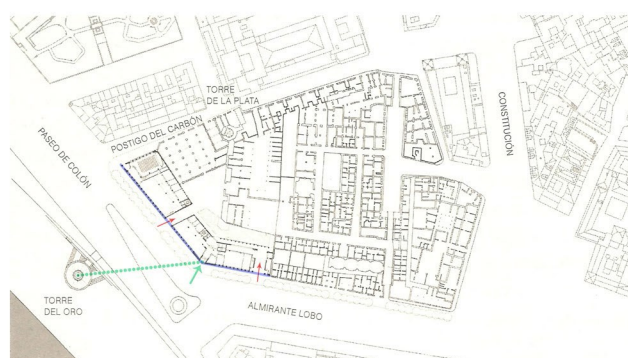 TORRE
DE LA PLATA
POSTIGO DEL CARBÓN
PASEO DE COLÓN
CONSTITUCIÓN
TORRE
DEL ORO
ALMIRANTE LOBO